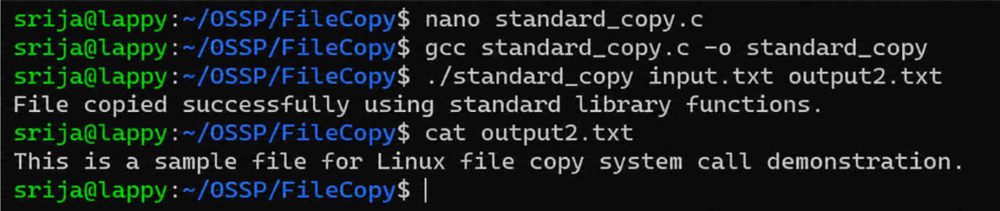 srija@lappy:~/OSSP/FileCopy$ nano standard_copy.c
srija@lappy:~/OSSP/FileCopy$ gcc standard_copy.c -o standard_copy
srija@lappy:~/OSSP/FileCopy$ ./standard_copy input.txt output2.txt
File copied successfully using standard library functions.
srija@lappy:~/OSSP/FileCopy$ cat output2.txt
This is a sample file for Linux file copy system call demonstration.
srija@lappy:~/OSSP/FileCopy$